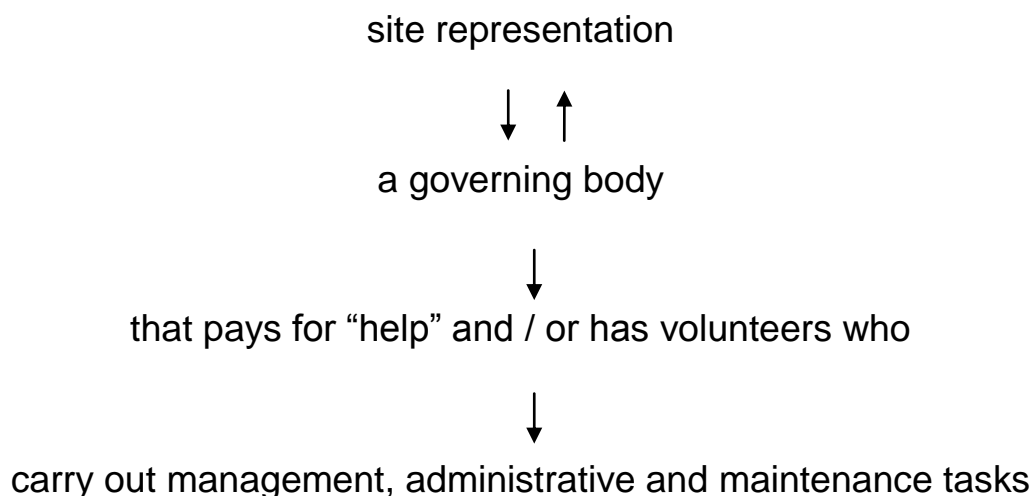 site representation
a governing body
that pays for “help” and / or has volunteers who
carry out management, administrative and maintenance tasks